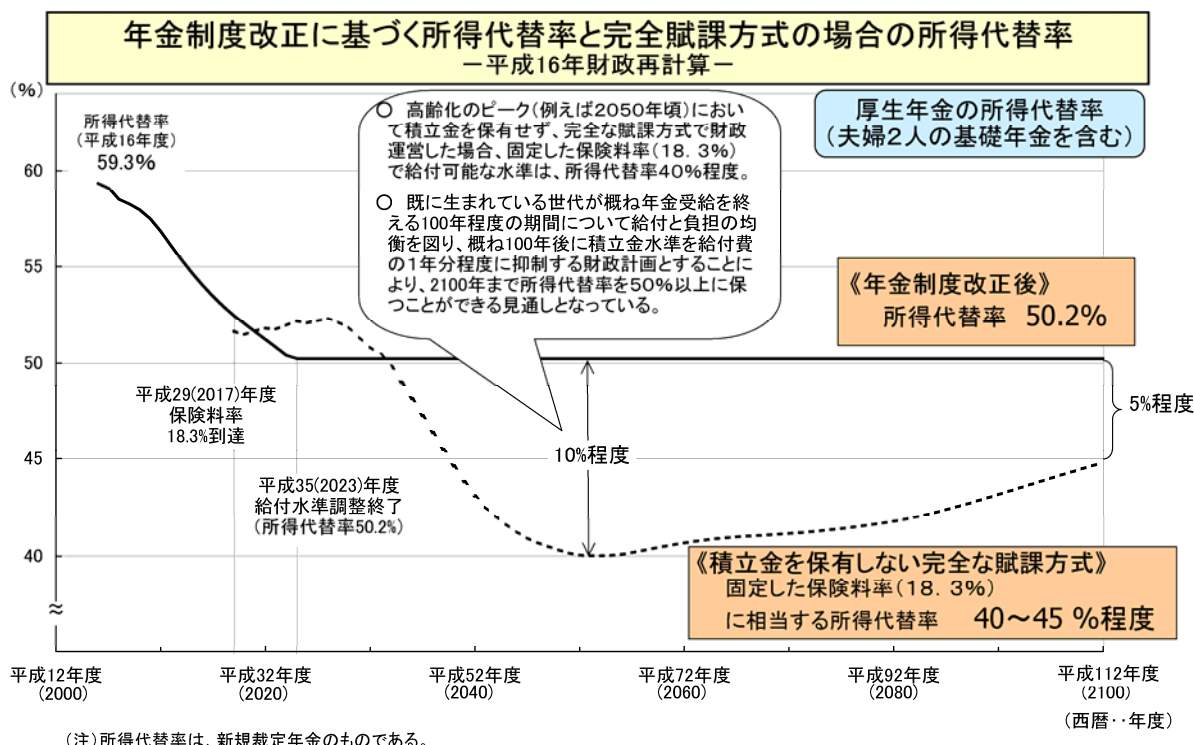 年金制度改正に基づく所得代替率と完全賦課方式の場合の所得代替率
－平成16年財政再計算－
(%)
所得代替率
(平成16年度)
59.3%
○ 高齢化のピーク(例えば2050年頃)におい
て積立金を保有せず、完全な賦課方式で財政
運営した場合、固定した保険料率(18.3%)
で給付可能な水準は、所得代替率40%程度。
○ 既に生まれている世代が概ね年金受給を終
える100年程度の期間について給付と負担の均
衡を図り、概ね100年後に積立金水準を給付費
の1年分程度に抑制する財政計画とすることに
より、2100年まで所得代替率を50%以上に保
つことができる見通しとなっている。
厚生年金の所得代替率
(夫婦2人の基礎年金を含む)
60
55
50
45
40
≪年金制度改正後≫
所得代替率 50.2%
平成29(2017)年度
保険料率
18.3%到達
平成35(2023)年度
給付水準調整終了
(所得代替率50.2%)
10%程度
5%程度
≪積立金を保有しない完全な賦課方式≫
固定した保険料率(18.3%)
に相当する所得代替率 40～45 %程度
平成12年度
(2000)
平成32年度
(2020)
平成52年度
(2040)
平成72年度
(2060)
平成92年度
(2080)
平成112年度
(2100)
(西暦‥年度)
(注)所得代替率は、新規裁定年金のものである。